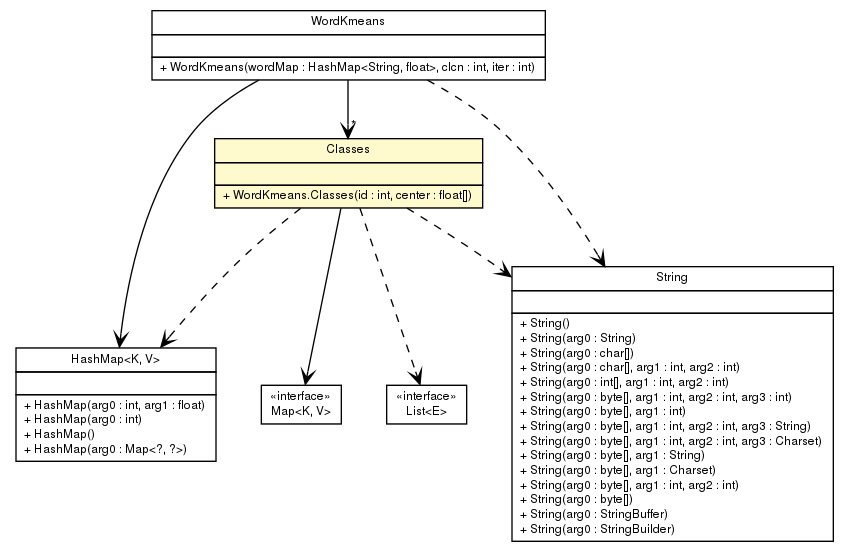 WordKmeans
+ WordKmeans(wordMap : HashMap<String, float>, clcn : int, iter : int)
*
Classes
+ WordKmeans.Classes(id : int, center : float[])
String
+ String()
+ String(arg0 : String)
+ String(arg0 : char[])
+ String(arg0 : char[], arg1 : int, arg2 : int)
+ String(arg0 : int[], arg1 : int, arg2 : int)
+ String(arg0 : byte[], arg1 : int, arg2 : int, arg3 : int)
+ String(arg0 : byte[], arg1 : int)
+ String(arg0 : byte[], arg1 : int, arg2 : int, arg3 : String)
+ String(arg0 : byte[], arg1 : int, arg2 : int, arg3 : Charset)
+ String(arg0 : byte[], arg1 : String)
+ String(arg0 : byte[], arg1 : Charset)
+ String(arg0 : byte[], arg1 : int, arg2 : int)
+ String(arg0 : byte[])
+ String(arg0 : StringBuffer)
+ String(arg0 : StringBuilder)
HashMap<K, V>
+ HashMap(arg0 : int, arg1 : float)
+ HashMap(arg0 : int)
+ HashMap()
+ HashMap(arg0 : Map<?, ?>)
«interface»
Map<K, V>
«interface»
List<E>